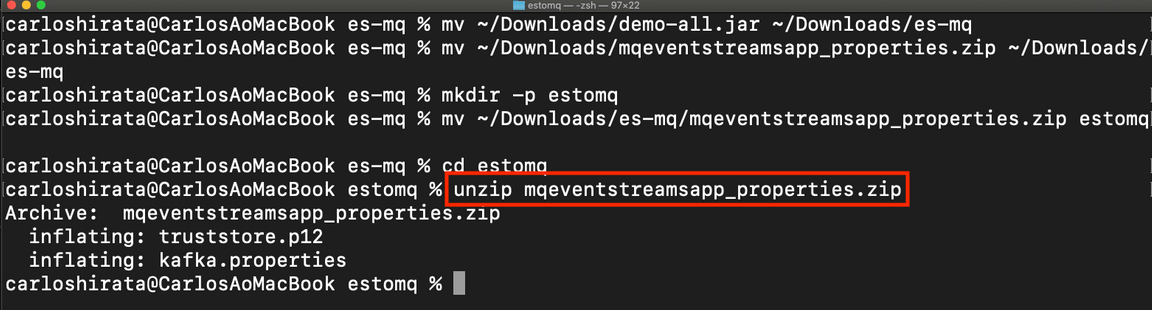 estomq — -zsh — 97×22
carloshirata@CarlosAoMacBook es-mq % mv ~/Downloads/demo-all.jar ~/Downloads/es-mq
carloshirata@CarlosAoMacBook es-mq % mv ~/Downloads/mqeventstreamsapp_properties.zip ~/Downloads/
es-mq
carloshirata@CarlosAoMacBook es-mq % mkdir -p estomq
carloshirata@CarlosAoMacBook es-mq % mv ~/Downloads/es-mq/mqeventstreamsapp_properties.zip estomq
carloshirata@CarlosAoMacBook es-mq % cd estomq
carloshirata@CarlosAoMacBook estomq % unzip mqeventstreamsapp_properties.zip
Archive:  mqeventstreamsapp_properties.zip
  inflating: truststore.p12
  inflating: kafka.properties
carloshirata@CarlosAoMacBook estomq %